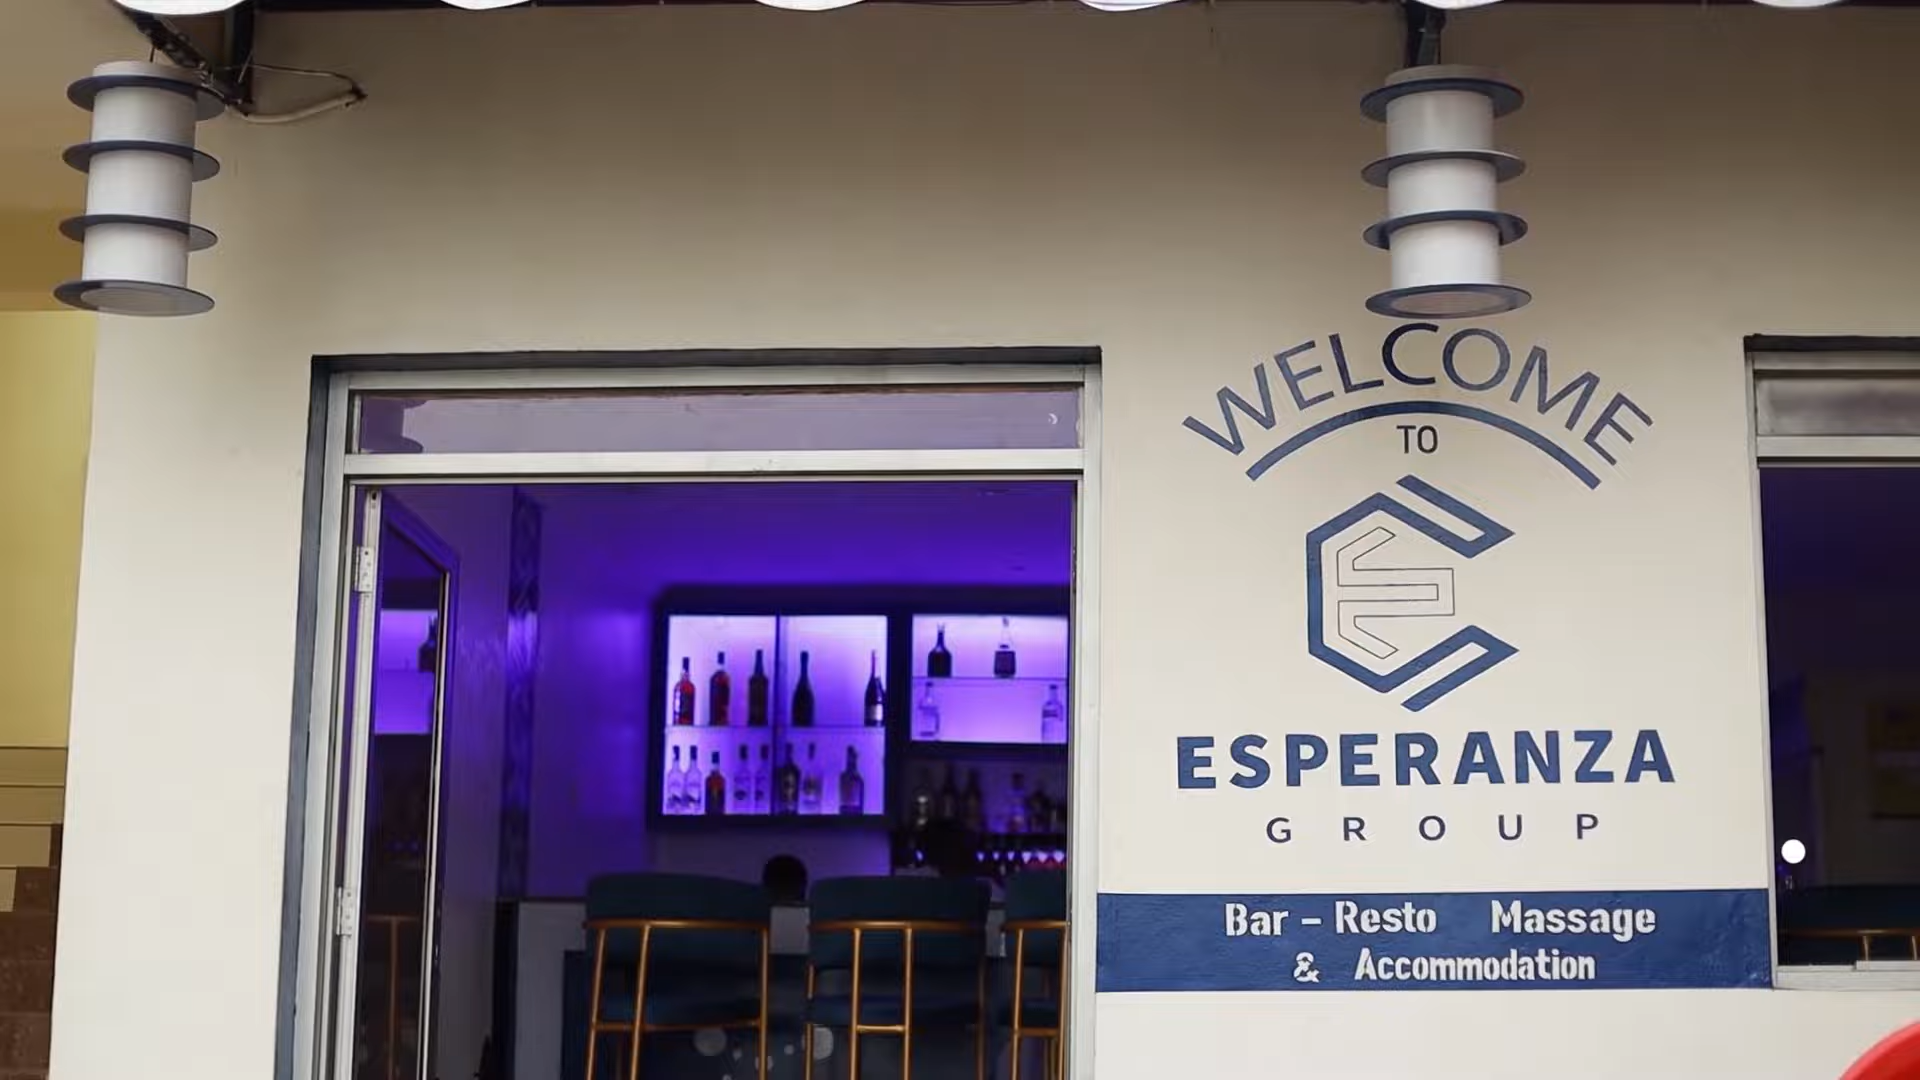 WELCOME
TO
ESPERANZA
GROUP
Bar - Resto Massage
& Accommodation